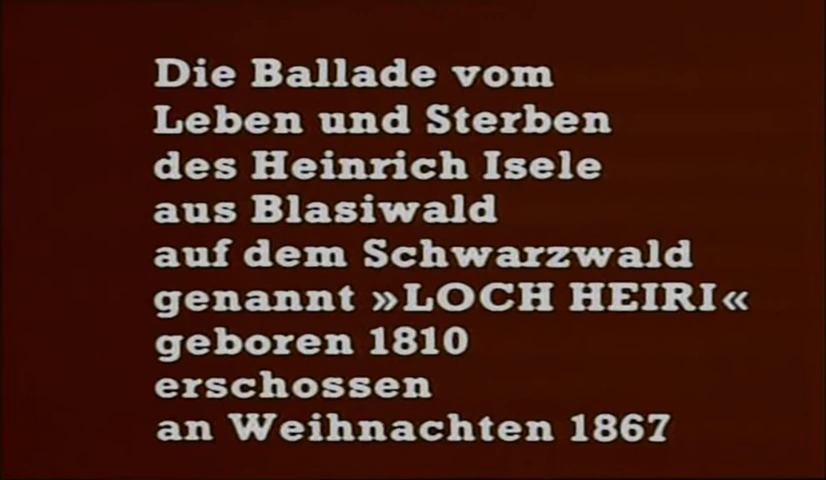 Die Ballade vom
Leben und Sterben
des Heinrich Isele
aus Blasiwald
auf dem Schwarzwald
genannt »LOCH HEIRI«
geboren 1810
erschossen
an Weihnachten 1867